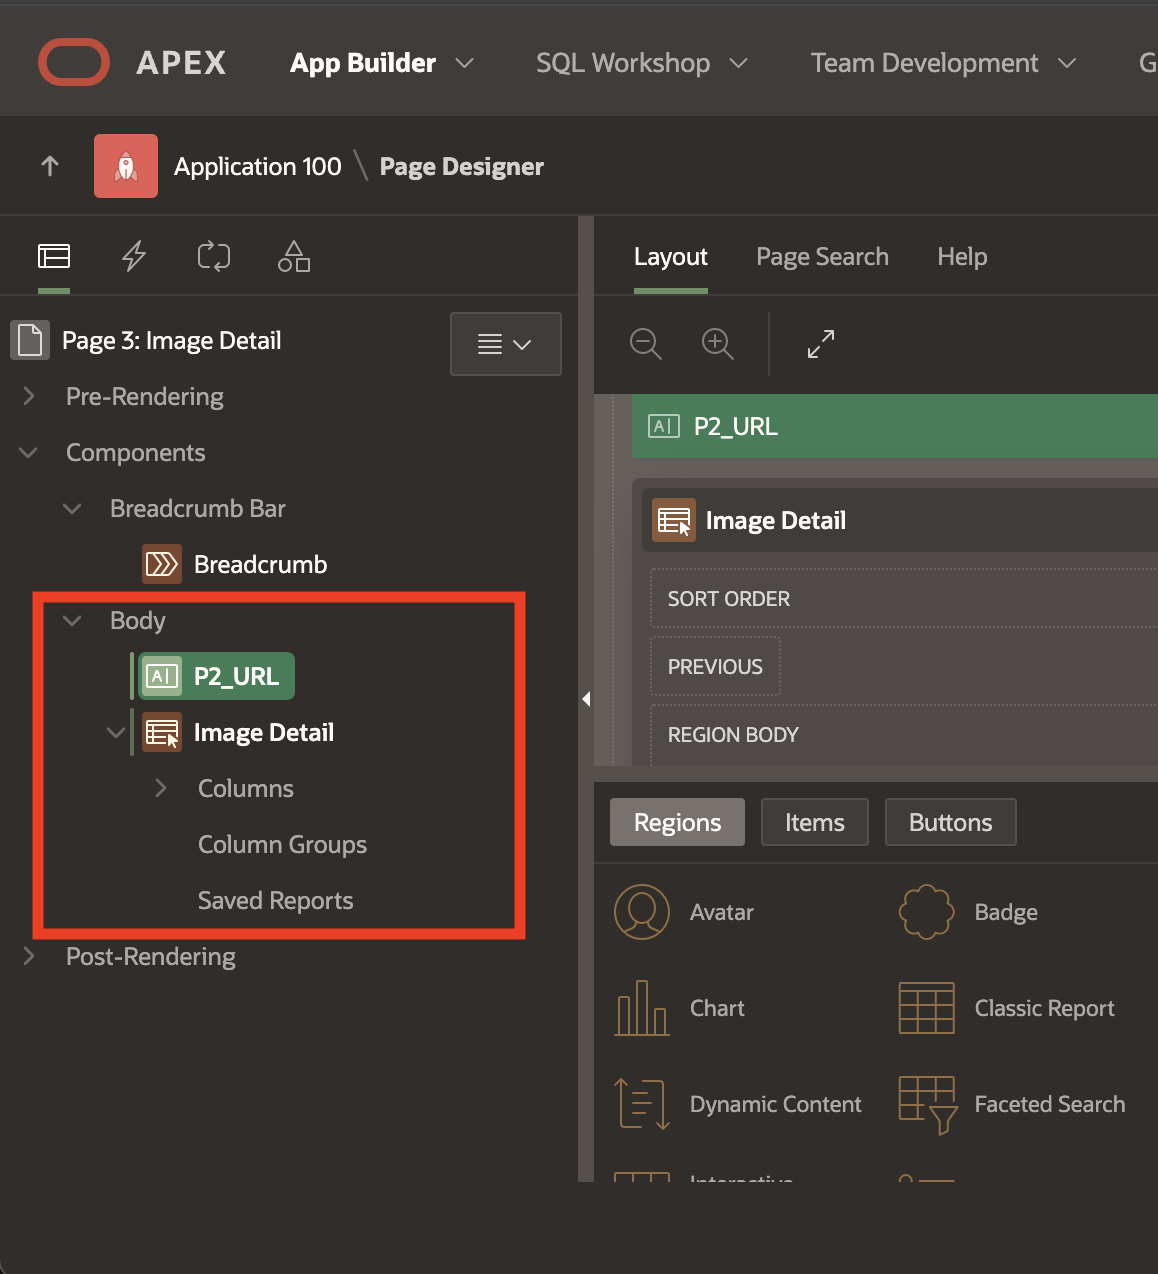 APEX App Builder SQL Workshop Team Development G
Application 100 \ Page Designer
Layout Page Search Help
Page 3: Image Detail
Pre-Rendering
Components
Breadcrumb Bar
Breadcrumb
Body
A| P2_URL
Image Detail
Columns
Column Groups
Saved Reports
Post-Rendering
A| P2_URL
Image Detail
SORT ORDER
PREVIOUS
REGION BODY
Regions Items Buttons
Avatar Badge
Chart Classic Report
Dynamic Content Faceted Search
Interactive